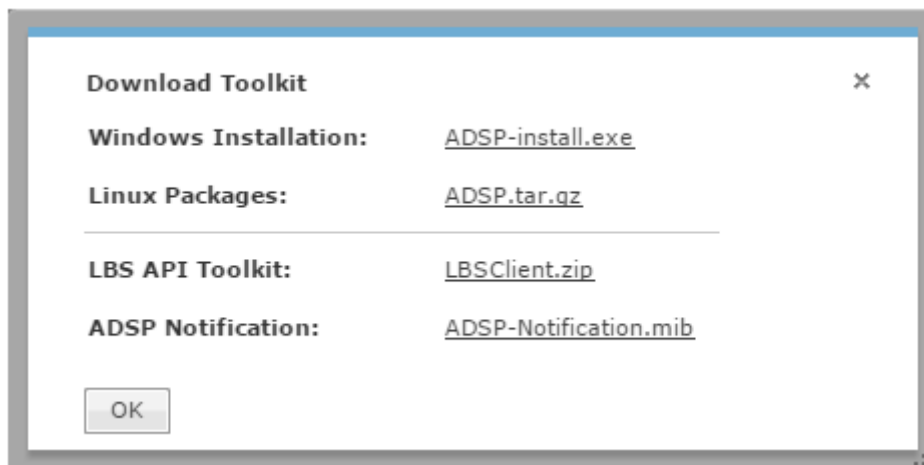 Download Toolkit ×
Windows Installation: ADSP-install.exe
Linux Packages: ADSP.tar.gz
LBS API Toolkit: LBSClient.zip
ADSP Notification: ADSP-Notification.mib
OK